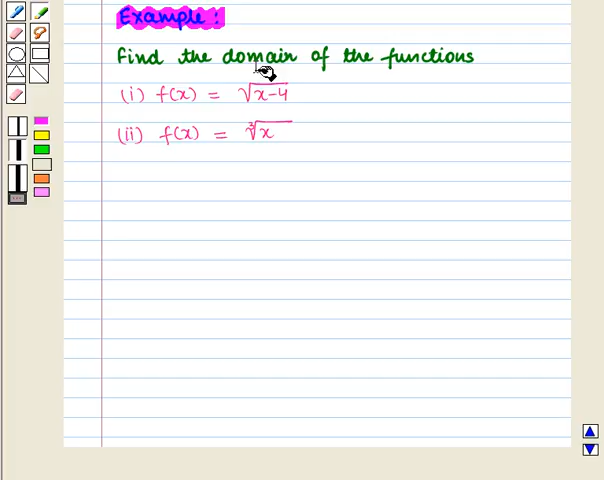 Example :
Find the domain of the functions
(i) f(x) = √x-4
(ii) f(x) = ∛x